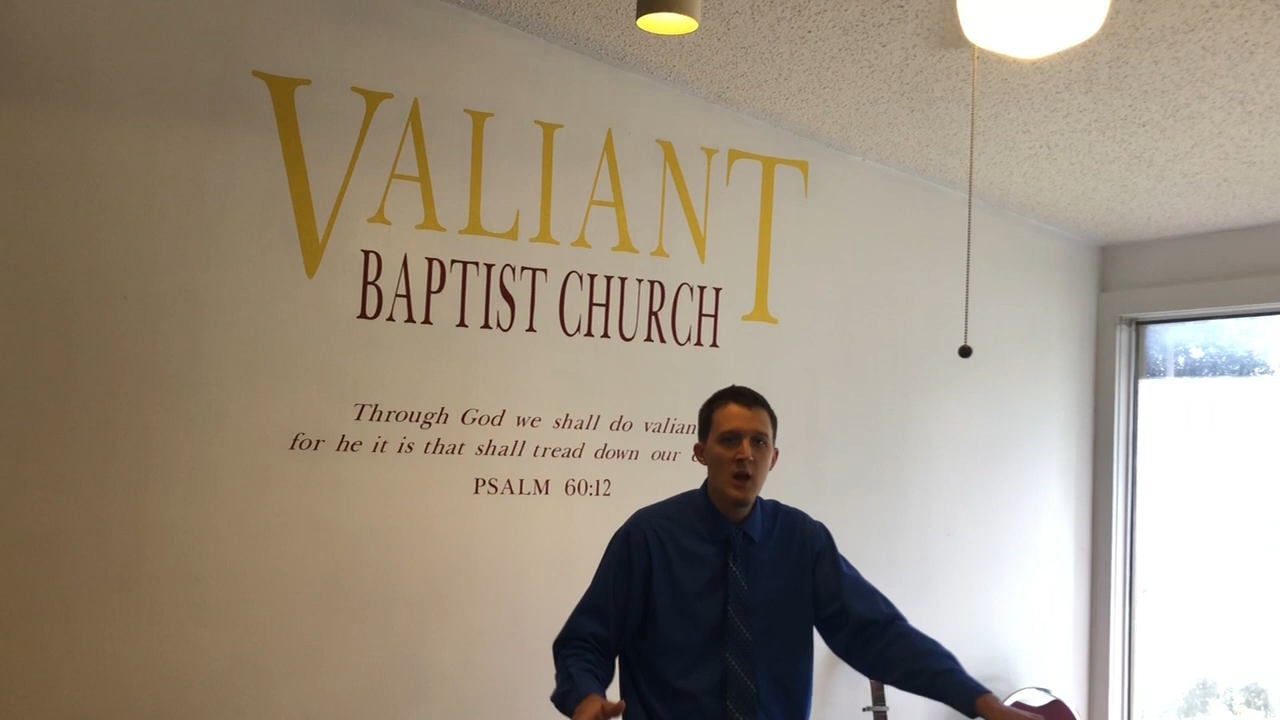 VALIANT
BAPTIST CHURCH
Through God we shall do valian
for he it is that shall tread down our
PSALM 60:12